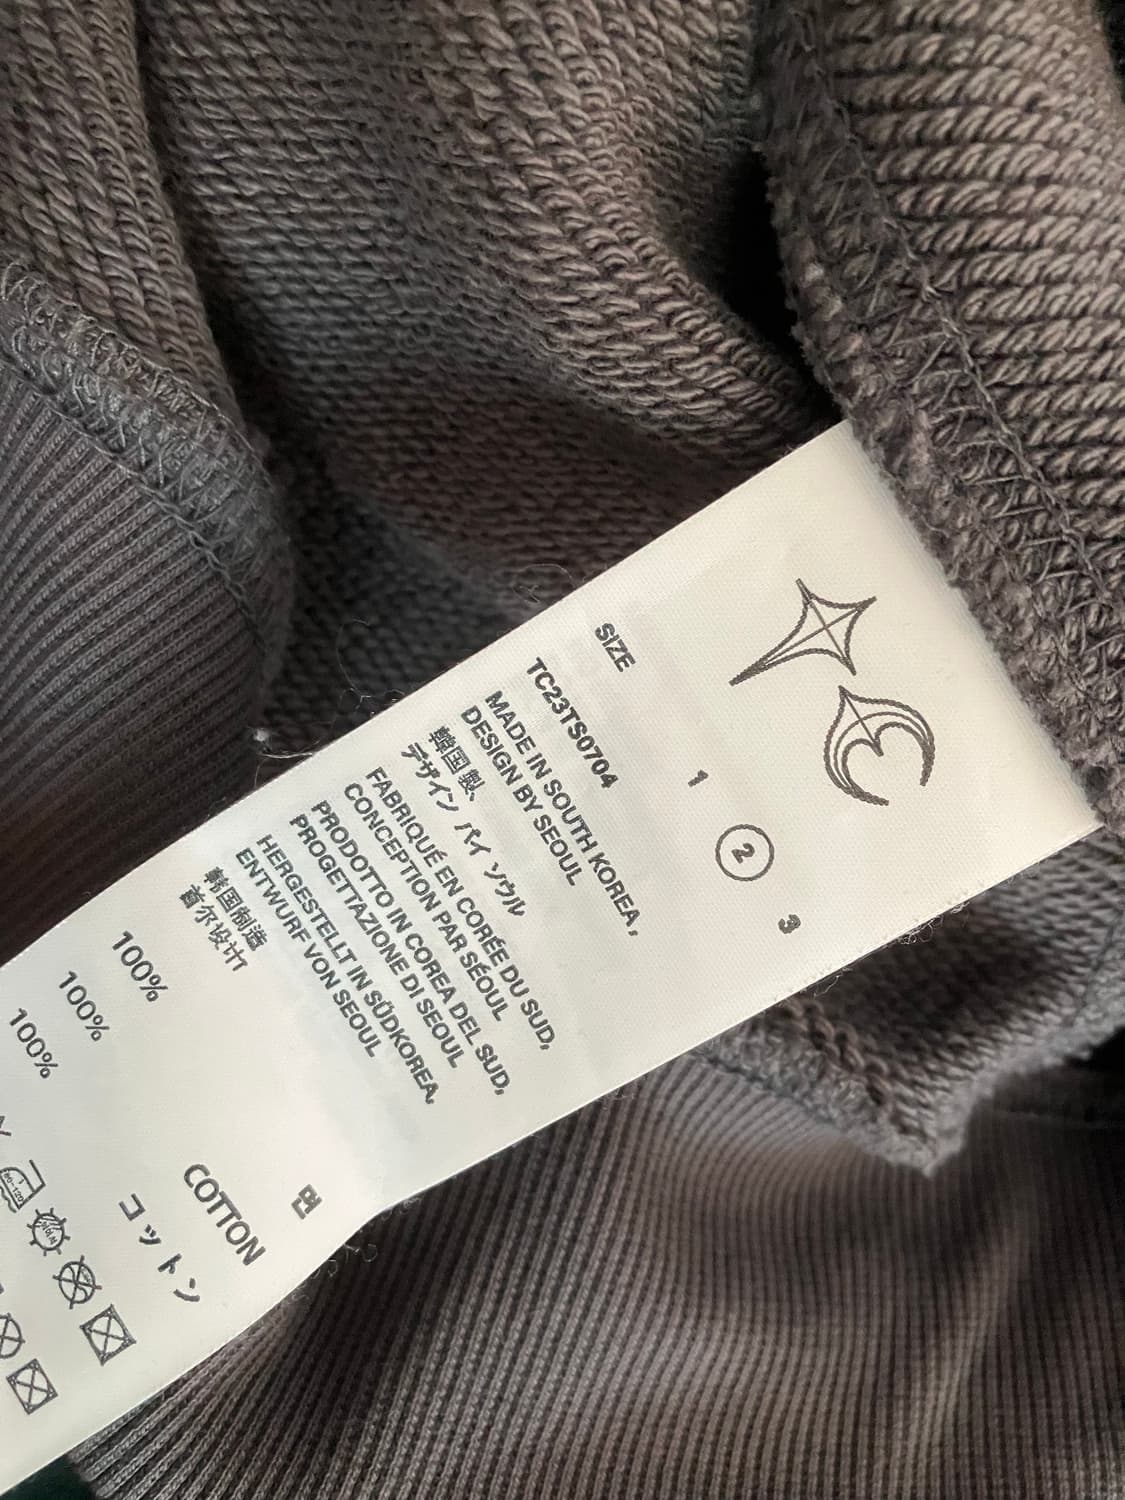 SIZE 1 2 3
TC23TS0704
MADE IN SOUTH KOREA,
DESIGN BY SEOUL
韓国製、
デザイン バイ ソウル
FABRIQUÉ EN CORÉE DU SUD,
CONCEPTION PAR SÉOUL
PRODOTTO IN COREA DEL SUD,
PROGETTAZIONE DI SEOUL
HERGESTELLT IN SÜDKOREA,
ENTWURF VON SEOUL
韩国制造
首尔设计
100% 면
100% COTTON
100% コットン